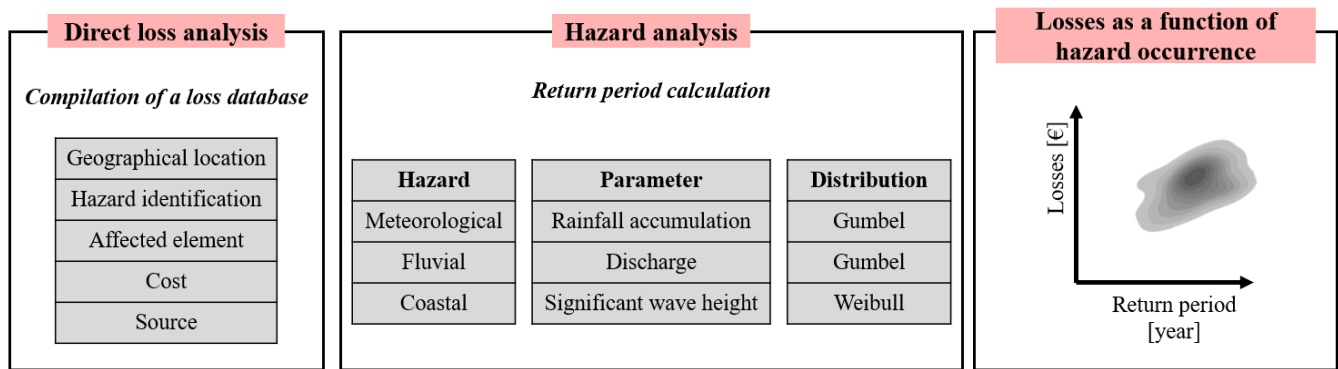 Direct loss analysis
Compilation of a loss database
Geographical location
Hazard identification
Affected element
Cost
Source
Hazard analysis
Return period calculation
Hazard Parameter Distribution
Meteorological Rainfall accumulation Gumbel
Fluvial Discharge Gumbel
Coastal Significant wave height Weibull
Losses as a function of
hazard occurrence
Losses [€]
Return period
[year]